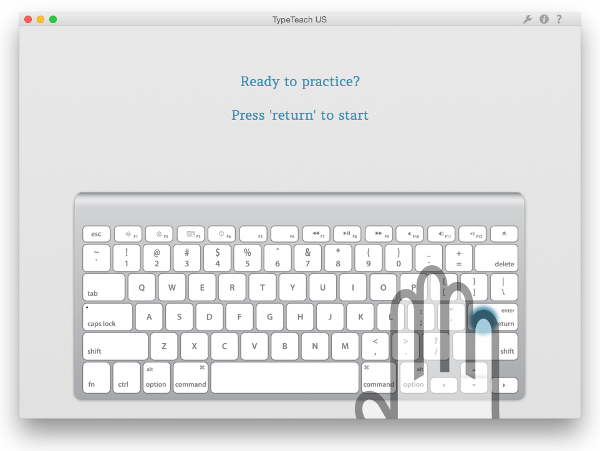 TypeTeach US
?
Ready to practice?
Press 'return' to start
esc F1 F2 F3 F4 F5 F6 F7 F8 F9 F10 F11 F12
~ ! @ # $ % ^ & * ( ) _ +
` 1 2 3 4 5 6 7 8 9 0 - = delete
tab Q W E R T Y U I O P [ ] | \
caps lock A S D F G H J K L : ; " enter return
shift Z X C V B N M < , > . ? / shift
fn ctrl alt option ⌘ command ⌘ command alt option